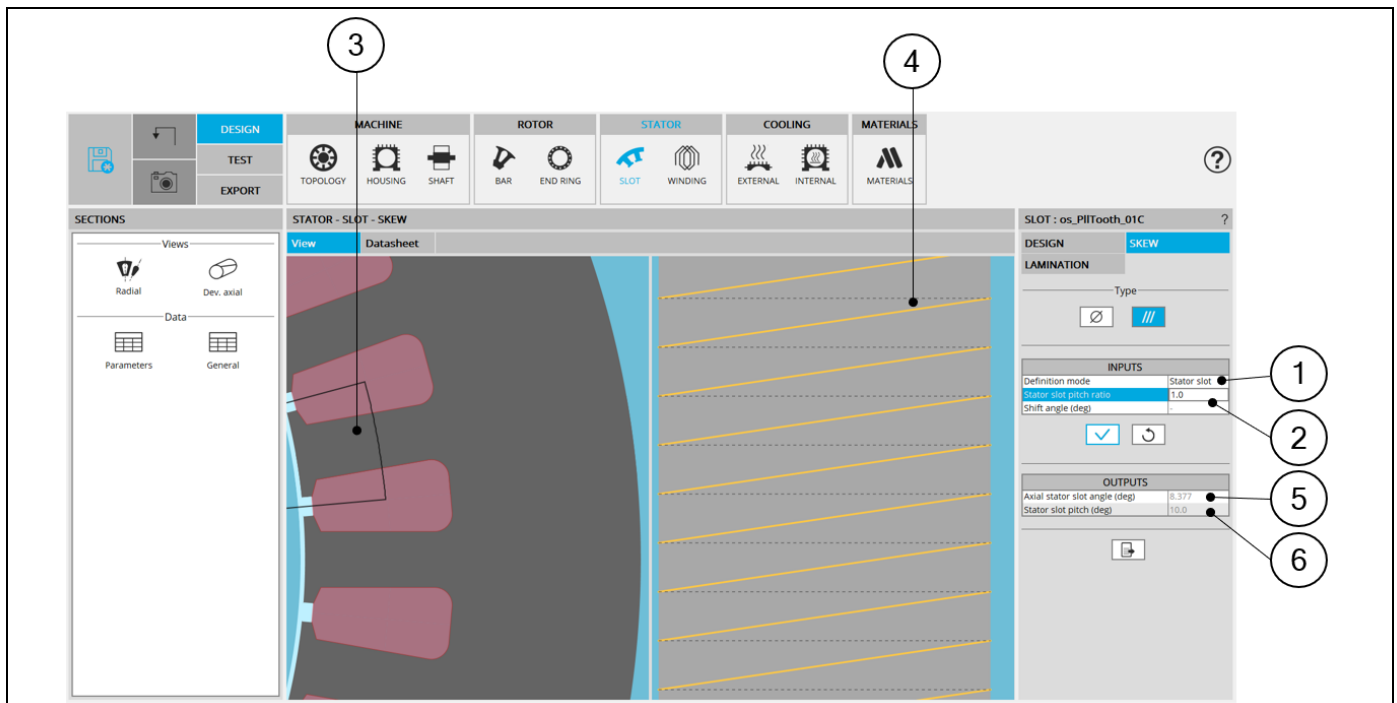 3
4
DESIGN
TEST
EXPORT
MACHINE
ROTOR
STATOR
COOLING
MATERIALS
TOPOLOGY
HOUSING
SHAFT
BAR
END RING
SLOT
WINDING
EXTERNAL
INTERNAL
MATERIALS
?
SECTIONS
STATOR - SLOT - SKEW
SLOT : os_PllTooth_01C
?
Views
Radial
Dev. axial
Data
Parameters
General
View
Datasheet
DESIGN
SKEW
LAMINATION
Type
INPUTS
Definition mode Stator slot
Stator slot pitch ratio 1.0
Shift angle (deg) -
1
2
OUTPUTS
Axial stator slot angle (deg) 8.377
Stator slot pitch (deg) 10.0
5
6